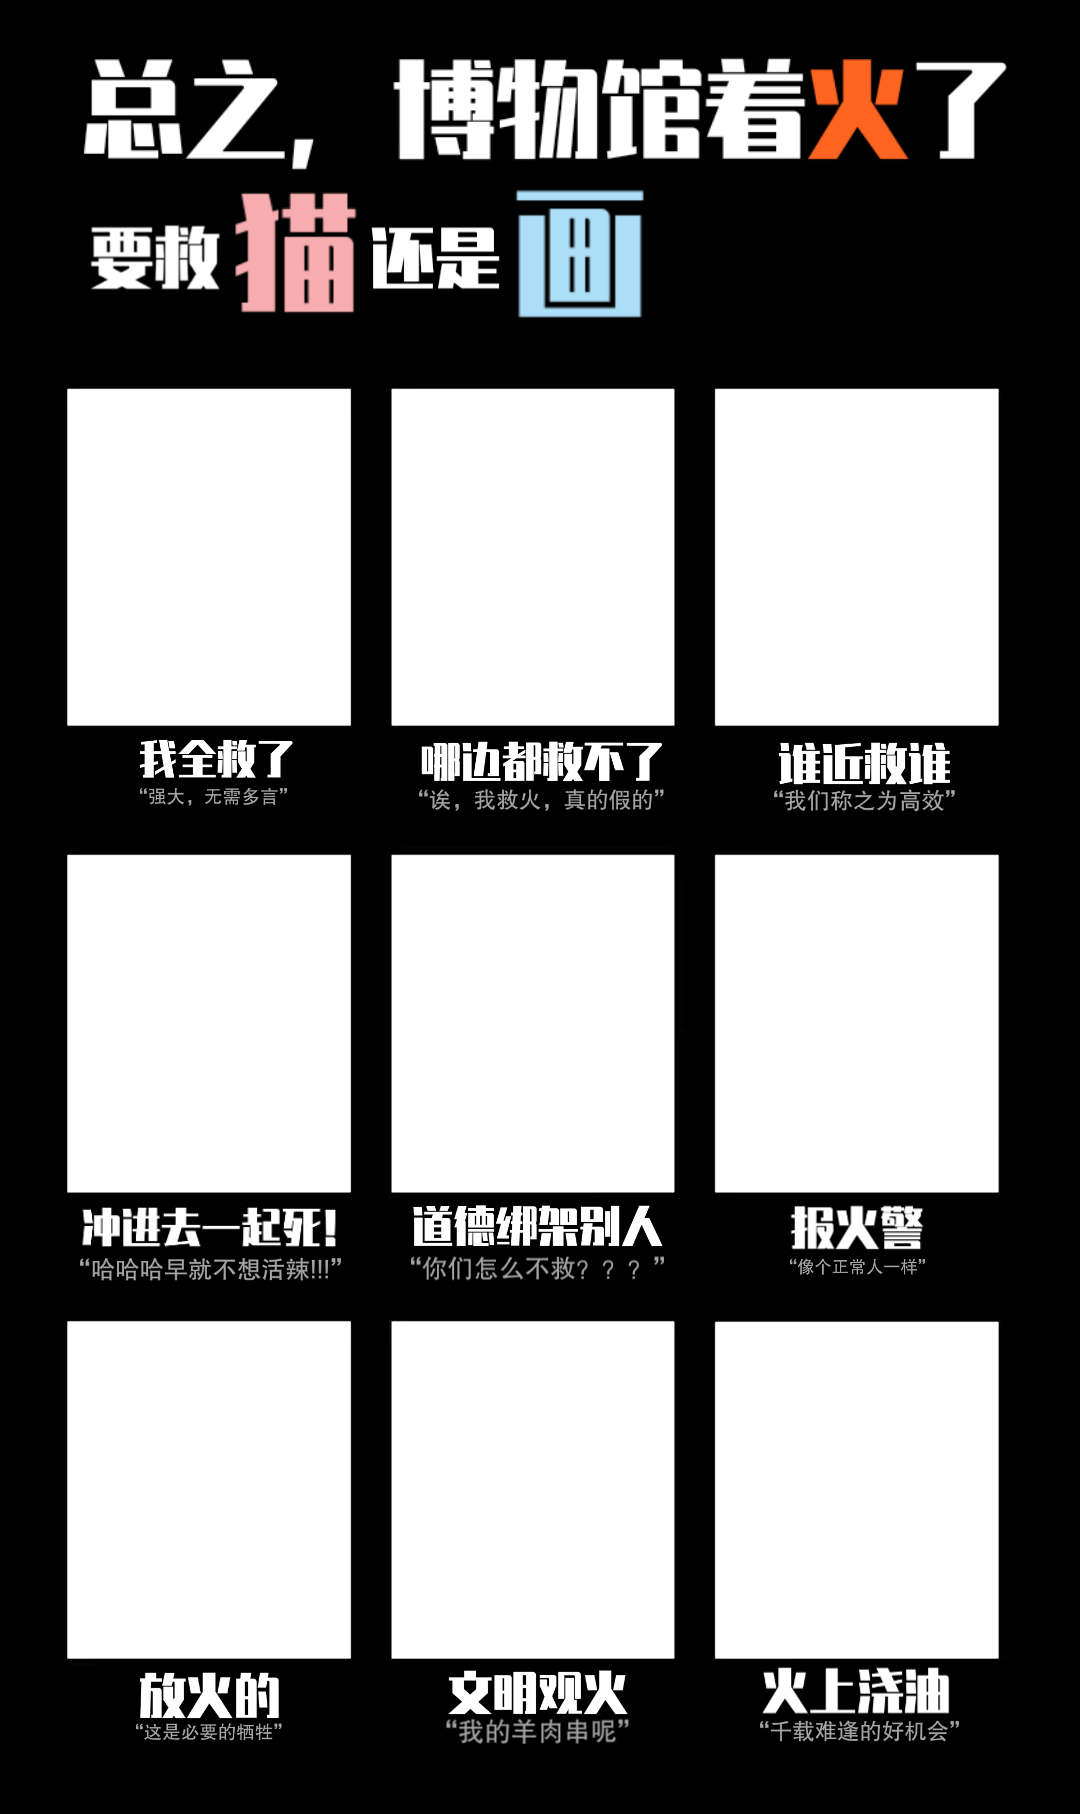 总之，博物馆着火了
要救猫还是画
我全救了
“强大，无需多言”
哪边都救不了
“诶，我救火，真的假的”
谁近救谁
“我们称之为高效”
冲进去一起死！
“哈哈哈早就不想活辣!!!”
道德绑架别人
“你们怎么不救？？？”
报火警
“像个正常人一样”
放火的
“这是必要的牺牲”
文明观火
“我的羊肉串呢”
火上浇油
“千载难逢的好机会”